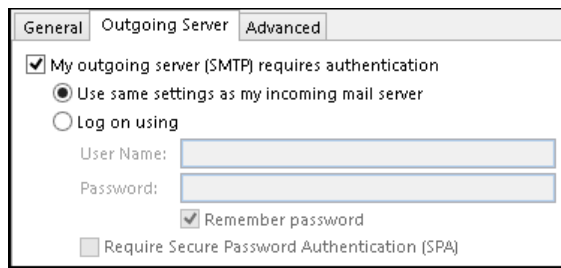 General Outgoing Server Advanced
My outgoing server (SMTP) requires authentication
Use same settings as my incoming mail server
Log on using
User Name:
Password:
Remember password
Require Secure Password Authentication (SPA)